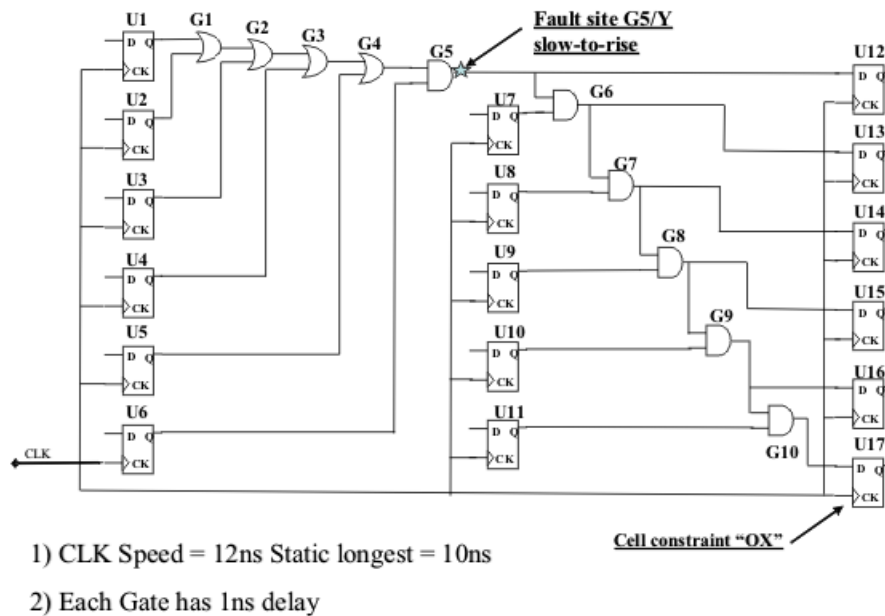 Fault site G5/Y
slow-to-rise
U1
G1
G2
G3
G4
G5
U12
D Q
CK
D Q
CK
U2
D Q
CK
U7
D Q
CK
G6
U13
D Q
CK
U3
D Q
CK
U8
D Q
CK
G7
U14
D Q
CK
U4
D Q
CK
U9
D Q
CK
G8
U15
D Q
CK
U5
D Q
CK
U10
D Q
CK
G9
U16
D Q
CK
U6
D Q
CK
U11
D Q
CK
G10
U17
D Q
CK
CLK
Cell constraint “OX”
1) CLK Speed = 12ns Static longest = 10ns
2) Each Gate has 1ns delay